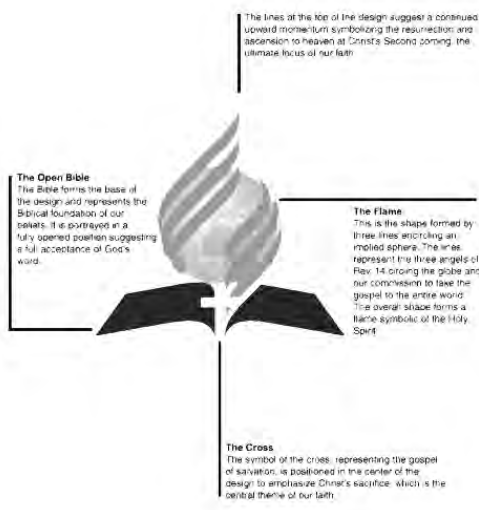 The lines at the top of the design suggest a continued
upward momentum symbolizing the resurrection and
ascension to heaven at Christ's Second coming, the
ultimate focus of our faith
The Open Bible
The Bible forms the base of
the design and represents the
Biblical foundation of our
beliefs. It is portrayed in a
fully opened position suggesting
a full acceptance of God's
word.
The Flame
This is the shape formed by
three lines encircling an
implied sphere. The lines
represent the three angels of
Rev. 14 circling the globe and
our commission to take the
gospel to the entire world
The overall shape forms a
flame symbolic of the Holy
Spirit
The Cross
The symbol of the cross, representing the gospel
of salvation, is positioned in the center of the
design to emphasize Christ's sacrifice, which is the
central theme of our faith